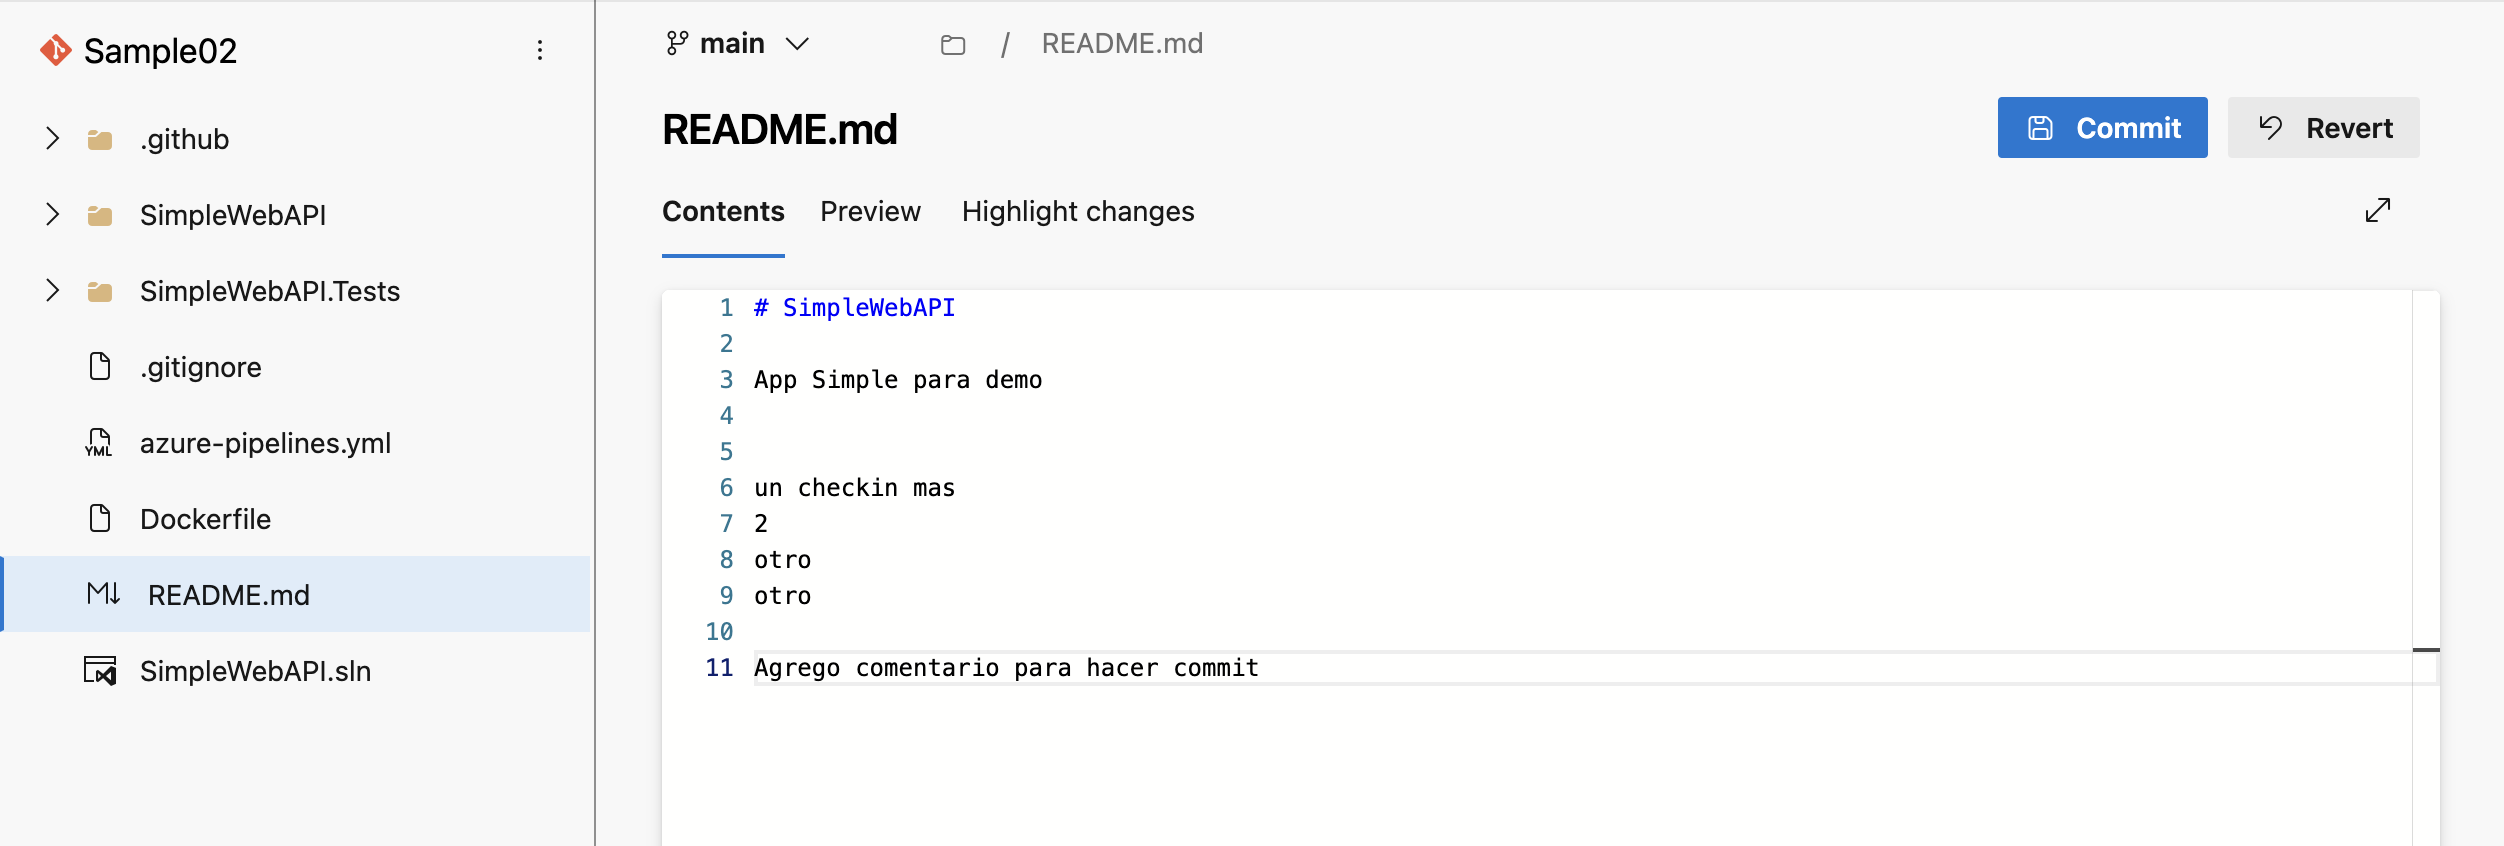 Sample02
.github
SimpleWebAPI
SimpleWebAPI.Tests
.gitignore
YML azure-pipelines.yml
Dockerfile
M↓ README.md
SimpleWebAPI.sln
main
/ README.md
README.md
Commit
Revert
Contents Preview Highlight changes
1 # SimpleWebAPI
2
3 App Simple para demo
4
5
6 un checkin mas
7 2
8 otro
9 otro
10
11 Agrego comentario para hacer commit